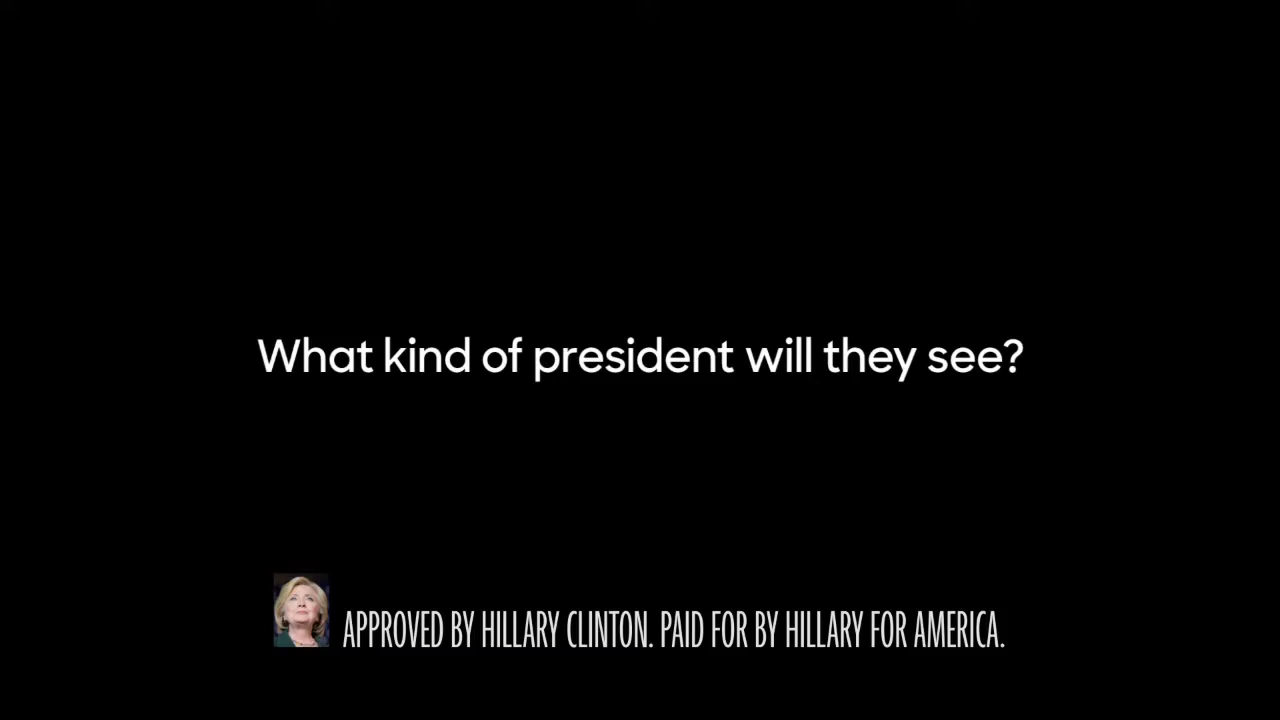 What kind of president will they see?
APPROVED BY HILLARY CLINTON. PAID FOR BY HILLARY FOR AMERICA.